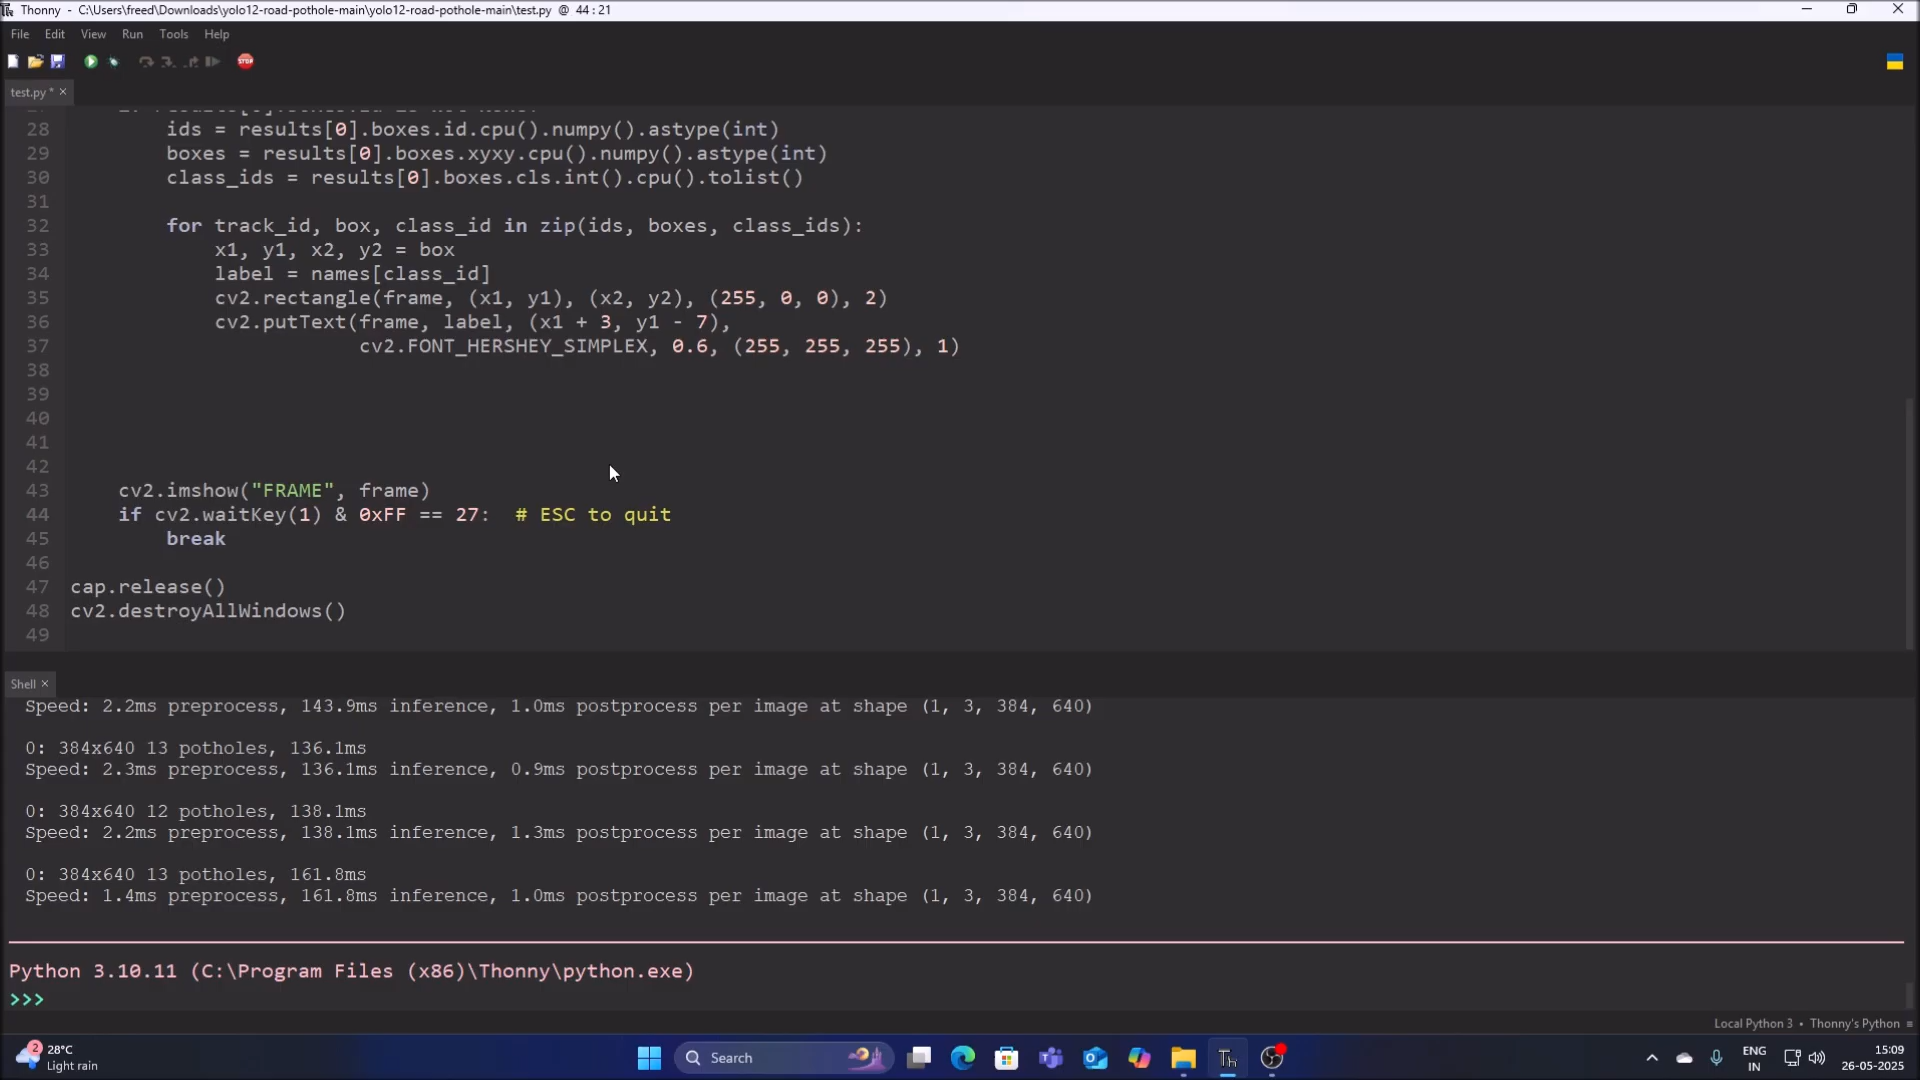 Thonny - C:\Users\freed\Downloads\yolo12-road-pothole-main\yolo12-road-pothole-main\test.py @ 44 : 21
File Edit View Run Tools Help
STOP
test.py * ×
28 ids = results[0].boxes.id.cpu().numpy().astype(int)
29 boxes = results[0].boxes.xyxy.cpu().numpy().astype(int)
30 class_ids = results[0].boxes.cls.int().cpu().tolist()
31
32 for track_id, box, class_id in zip(ids, boxes, class_ids):
33 x1, y1, x2, y2 = box
34 label = names[class_id]
35 cv2.rectangle(frame, (x1, y1), (x2, y2), (255, 0, 0), 2)
36 cv2.putText(frame, label, (x1 + 3, y1 - 7),
37 cv2.FONT_HERSHEY_SIMPLEX, 0.6, (255, 255, 255), 1)
38
39
40
41
42
43 cv2.imshow("FRAME", frame)
44 if cv2.waitKey(1) & 0xFF == 27:  # ESC to quit
45 break
46
47 cap.release()
48 cv2.destroyAllWindows()
49
Shell ×
Speed: 2.2ms preprocess, 143.9ms inference, 1.0ms postprocess per image at shape (1, 3, 384, 640)
0: 384x640 13 potholes, 136.1ms
Speed: 2.3ms preprocess, 136.1ms inference, 0.9ms postprocess per image at shape (1, 3, 384, 640)
0: 384x640 12 potholes, 138.1ms
Speed: 2.2ms preprocess, 138.1ms inference, 1.3ms postprocess per image at shape (1, 3, 384, 640)
0: 384x640 13 potholes, 161.8ms
Speed: 1.4ms preprocess, 161.8ms inference, 1.0ms postprocess per image at shape (1, 3, 384, 640)
Python 3.10.11 (C:\Program Files (x86)\Thonny\python.exe)
>>>
Local Python 3 • Thonny's Python ≡
2
28°C
Light rain
Search
Th
ENG
IN
15:09
26-05-2025